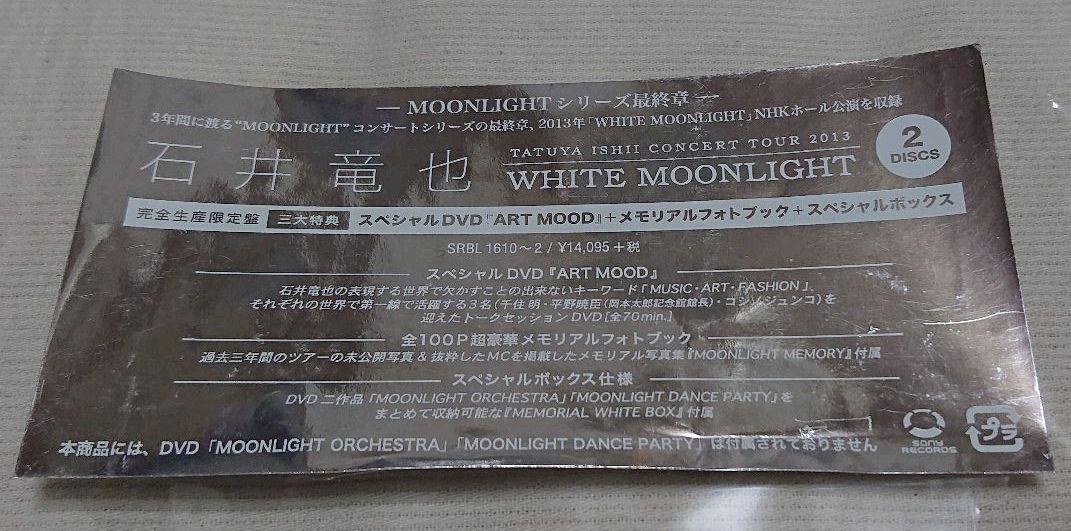 ― MOONLIGHTシリーズ最終章 ―
3年間に渡る“MOONLIGHT”コンサートシリーズの最終章, 2013年「WHITE MOONLIGHT」NHKホール公演を収録
石井竜也
TATUYA ISHII CONCERT TOUR 2013
WHITE MOONLIGHT
2 DISCS
完全生産限定盤 三大特典 スペシャルDVD『ART MOOD』+メモリアルフォトブック+スペシャルボックス
SRBL 1610～2 / ¥14,095+税
スペシャルDVD『ART MOOD』
石井竜也の表現する世界で欠かすことの出来ないキーワード「MUSIC・ART・FASHION」、
それぞれの世界で第一線で活躍する3名(千住 明・平野暁臣(岡本太郎記念館館長)・コシノジュンコ)を
迎えたトークセッションDVD[全70min.]
全100P超豪華メモリアルフォトブック
過去三年間のツアーの未公開写真&抜粋したMCを掲載したメモリアル写真集『MOONLIGHT MEMORY』付属
スペシャルボックス仕様
DVD 二作品「MOONLIGHT ORCHESTRA」「MOONLIGHT DANCE PARTY」を
まとめて収納可能な『MEMORIAL WHITE BOX』付属
本商品には、DVD「MOONLIGHT ORCHESTRA」「MOONLIGHT DANCE PARTY」は付属されておりません
SONY RECORDS
プラ